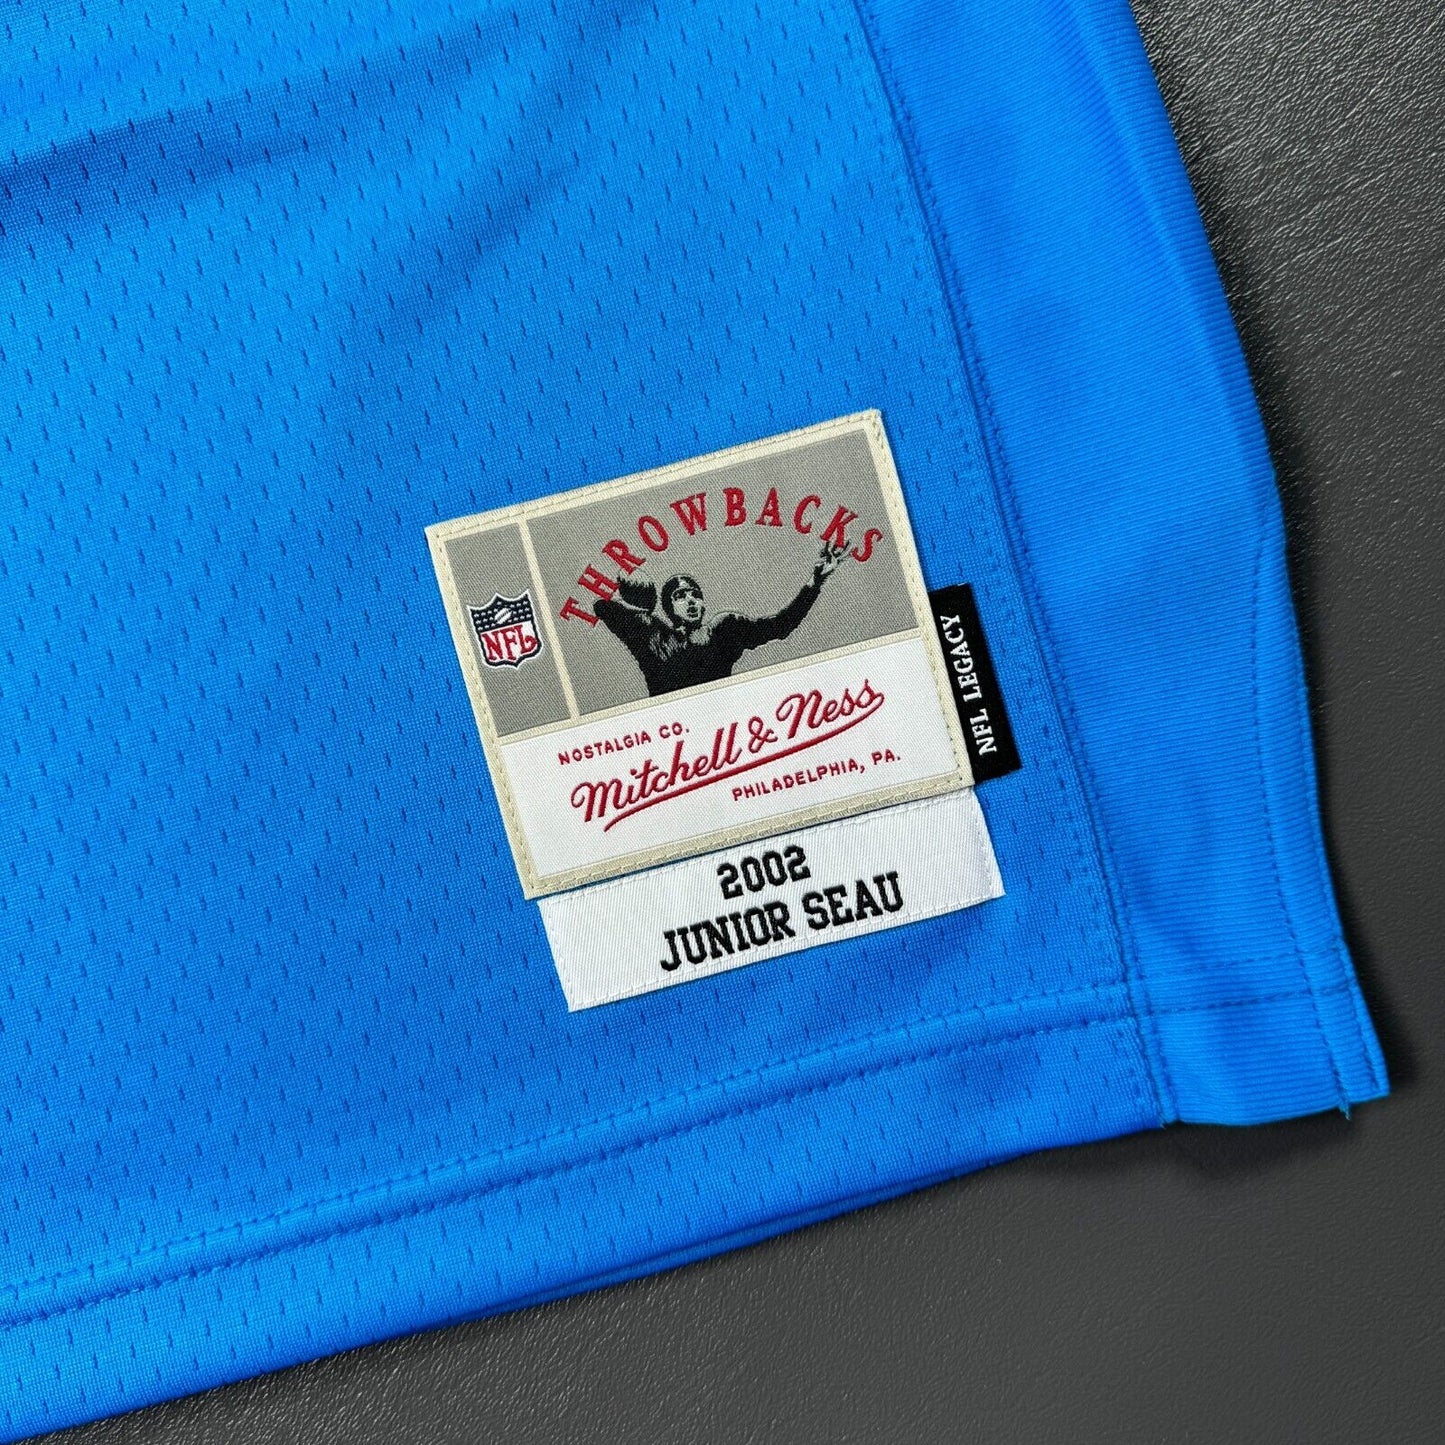 THROWBACKS
NFL
NOSTALGIA CO.
Mitchell & Ness
PHILADELPHIA, PA.
NFL LEGACY
2002
JUNIOR SEAU